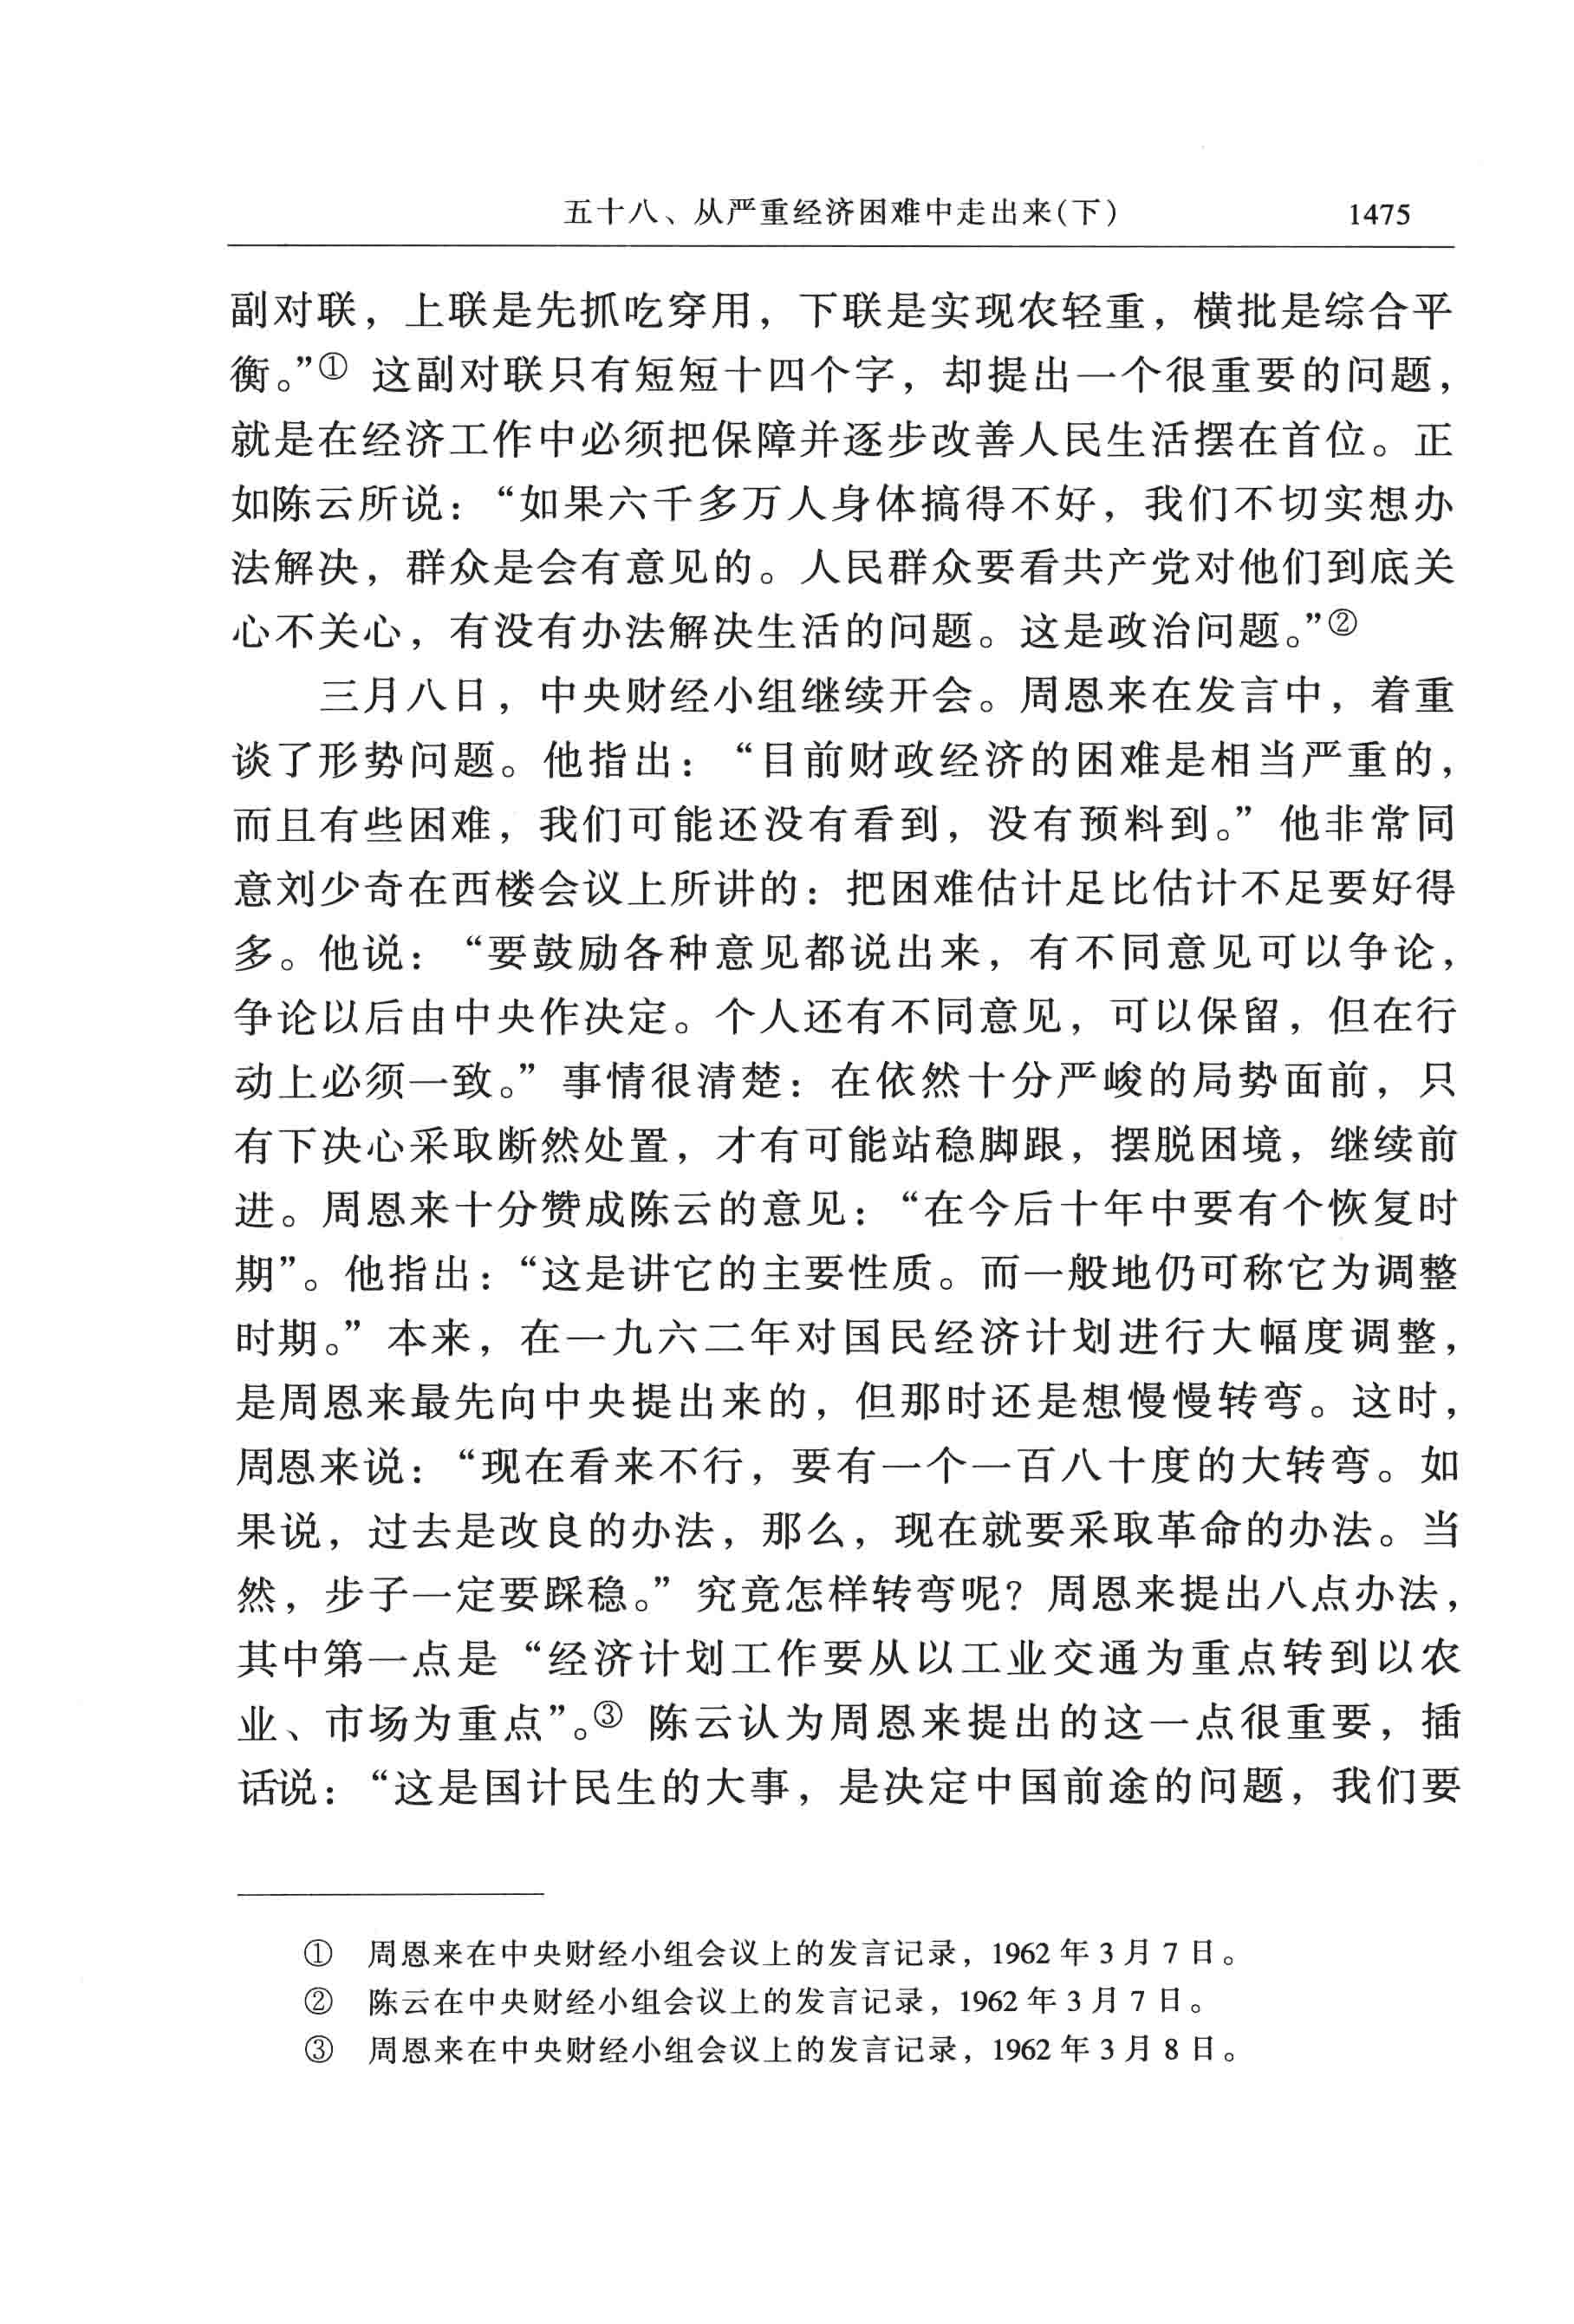 五十八、从严重经济困难中走出来(下) 1475
副对联，上联是先抓吃穿用，下联是实现农轻重，横批是综合平
衡。”① 这副对联只有短短十四个字，却提出一个很重要的问题，
就是在经济工作中必须把保障并逐步改善人民生活摆在首位。正
如陈云所说：“如果六千多万人身体搞得不好，我们不切实想办
法解决，群众是会有意见的。人民群众要看共产党对他们到底关
心不关心，有没有办法解决生活的问题。这是政治问题。”②
三月八日，中央财经小组继续开会。周恩来在发言中，着重
谈了形势问题。他指出：“目前财政经济的困难是相当严重的，
而且有些困难，我们可能还没有看到，没有预料到。”他非常同
意刘少奇在西楼会议上所讲的：把困难估计足比估计不足要好得
多。他说：“要鼓励各种意见都说出来，有不同意见可以争论，
争论以后由中央作决定。个人还有不同意见，可以保留，但在行
动上必须一致。”事情很清楚：在依然十分严峻的局势面前，只
有下决心采取断然处置，才有可能站稳脚跟，摆脱困境，继续前
进。周恩来十分赞成陈云的意见：“在今后十年中要有个恢复时
期”。他指出：“这是讲它的主要性质。而一般地仍可称它为调整
时期。”本来，在一九六二年对国民经济计划进行大幅度调整，
是周恩来最先向中央提出来的，但那时还是想慢慢转弯。这时，
周恩来说：“现在看来不行，要有一个一百八十度的大转弯。如
果说，过去是改良的办法，那么，现在就要采取革命的办法。当
然，步子一定要踩稳。”究竟怎样转弯呢？周恩来提出八点办法，
其中第一点是“经济计划工作要从以工业交通为重点转到以农
业、市场为重点”。③ 陈云认为周恩来提出的这一点很重要，插
话说：“这是国计民生的大事，是决定中国前途的问题，我们要
① 周恩来在中央财经小组会议上的发言记录，1962 年 3 月 7 日。
② 陈云在中央财经小组会议上的发言记录，1962 年 3 月 7 日。
③ 周恩来在中央财经小组会议上的发言记录，1962 年 3 月 8 日。